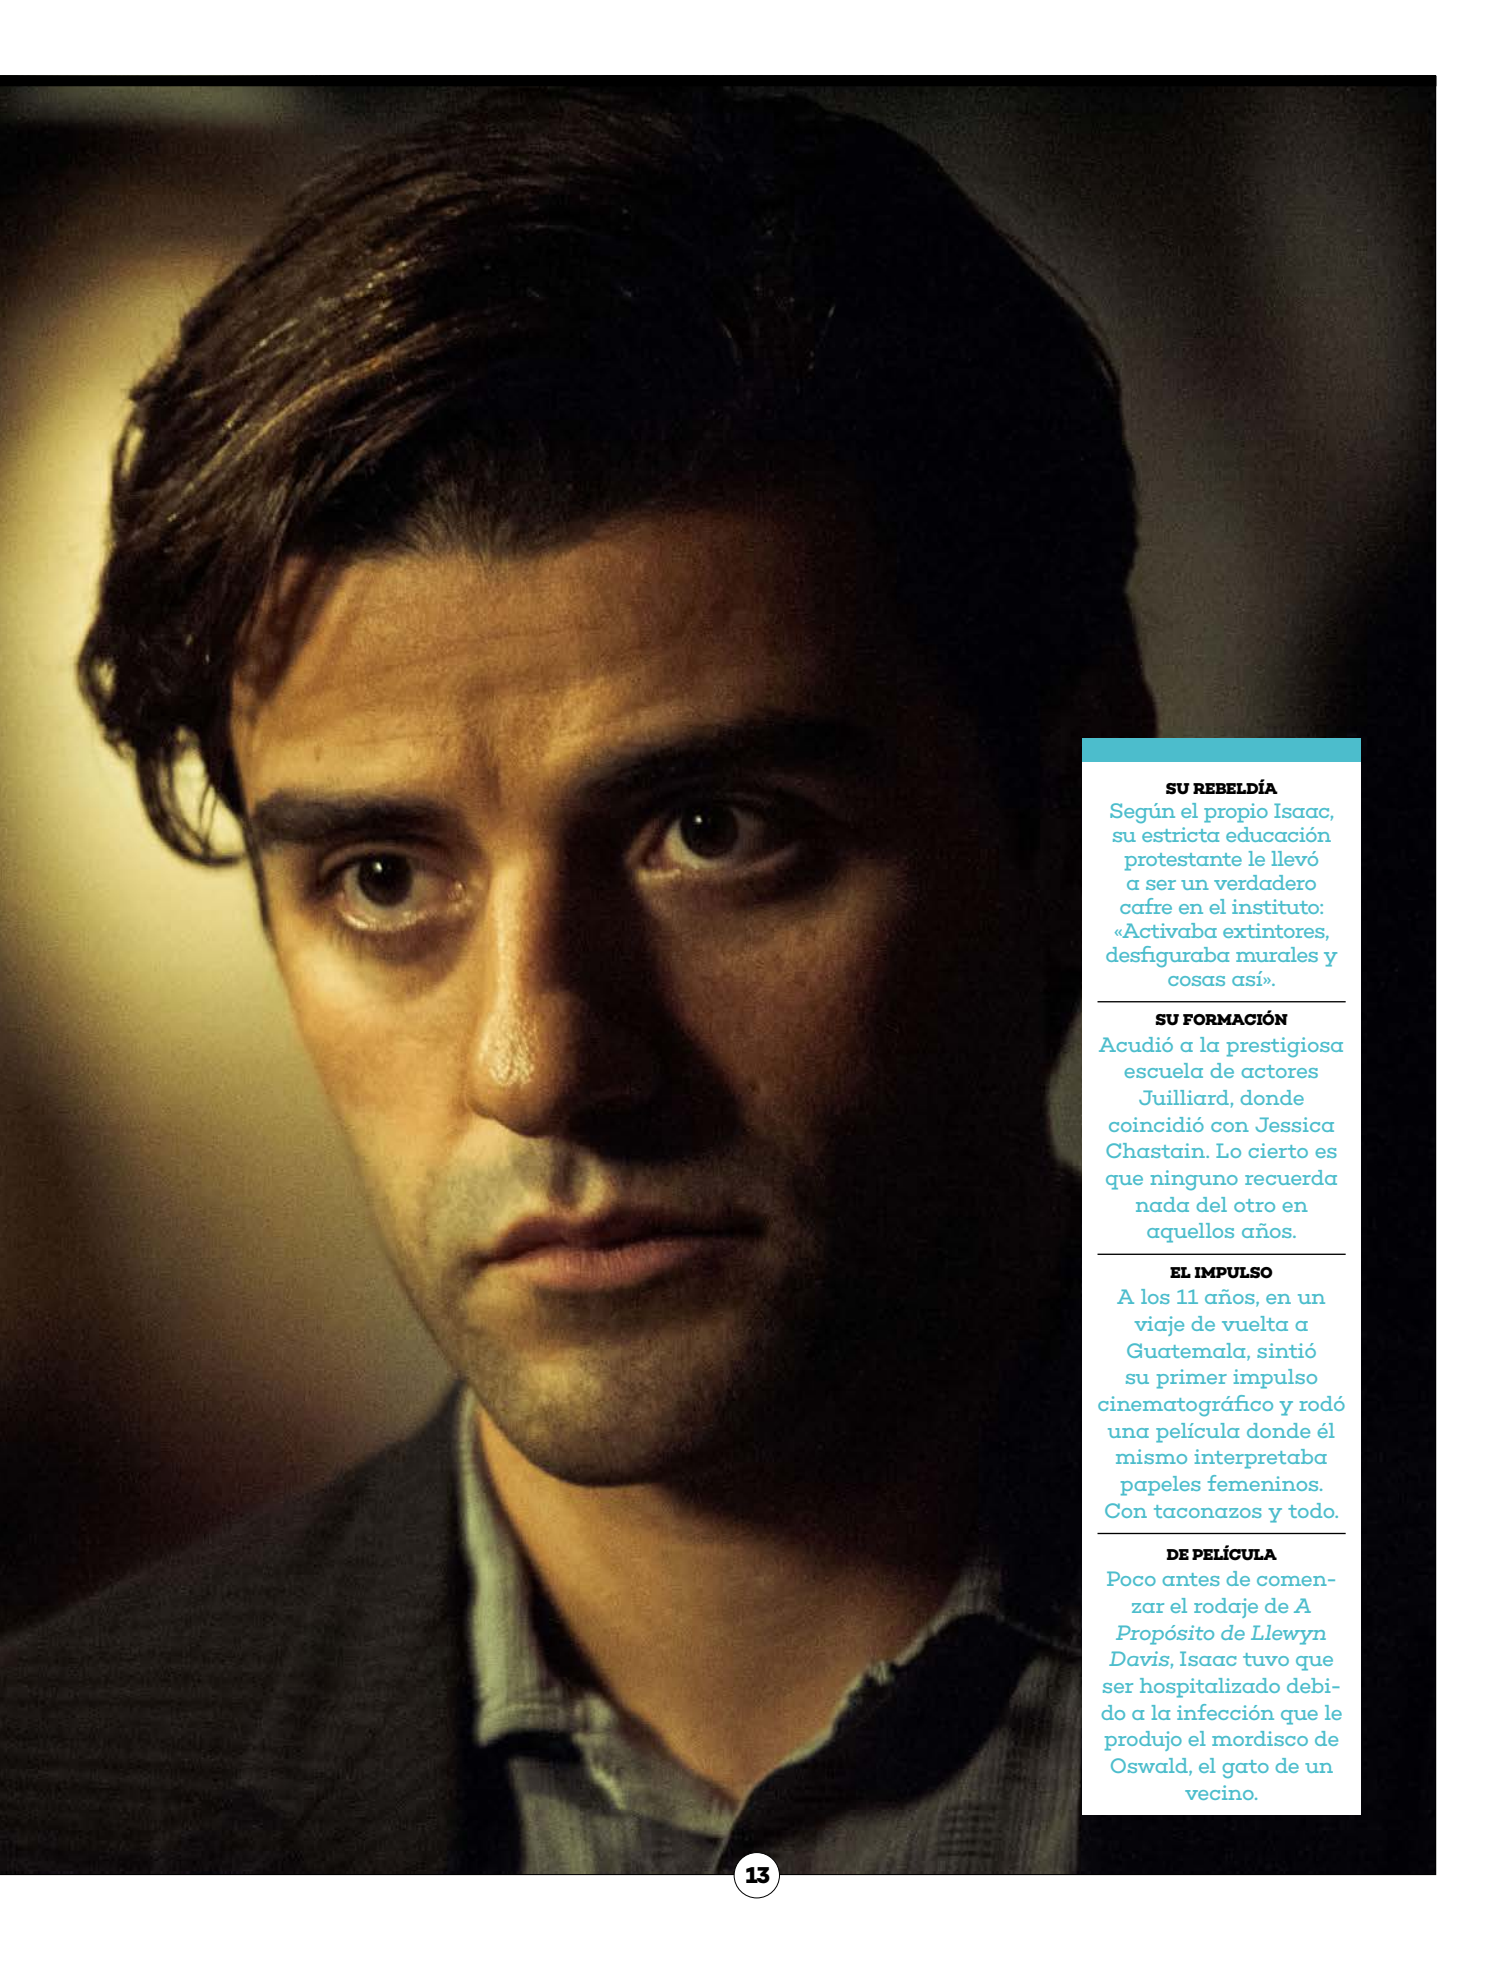 SU REBELDÍA
Según el propio Isaac,
su estricta educación
protestante le llevó
a ser un verdadero
cafre en el instituto:
«Activaba extintores,
desfiguraba murales y
cosas así».
SU FORMACIÓN
Acudió a la prestigiosa
escuela de actores
Juilliard, donde
coincidió con Jessica
Chastain. Lo cierto es
que ninguno recuerda
nada del otro en
aquellos años.
EL IMPULSO
A los 11 años, en un
viaje de vuelta a
Guatemala, sintió
su primer impulso
cinematográfico y rodó
una película donde él
mismo interpretaba
papeles femeninos.
Con taconazos y todo.
DE PELÍCULA
Poco antes de comen-
zar el rodaje de A
Propósito de Llewyn
Davis, Isaac tuvo que
ser hospitalizado debi-
do a la infección que le
produjo el mordisco de
Oswald, el gato de un
vecino.
13